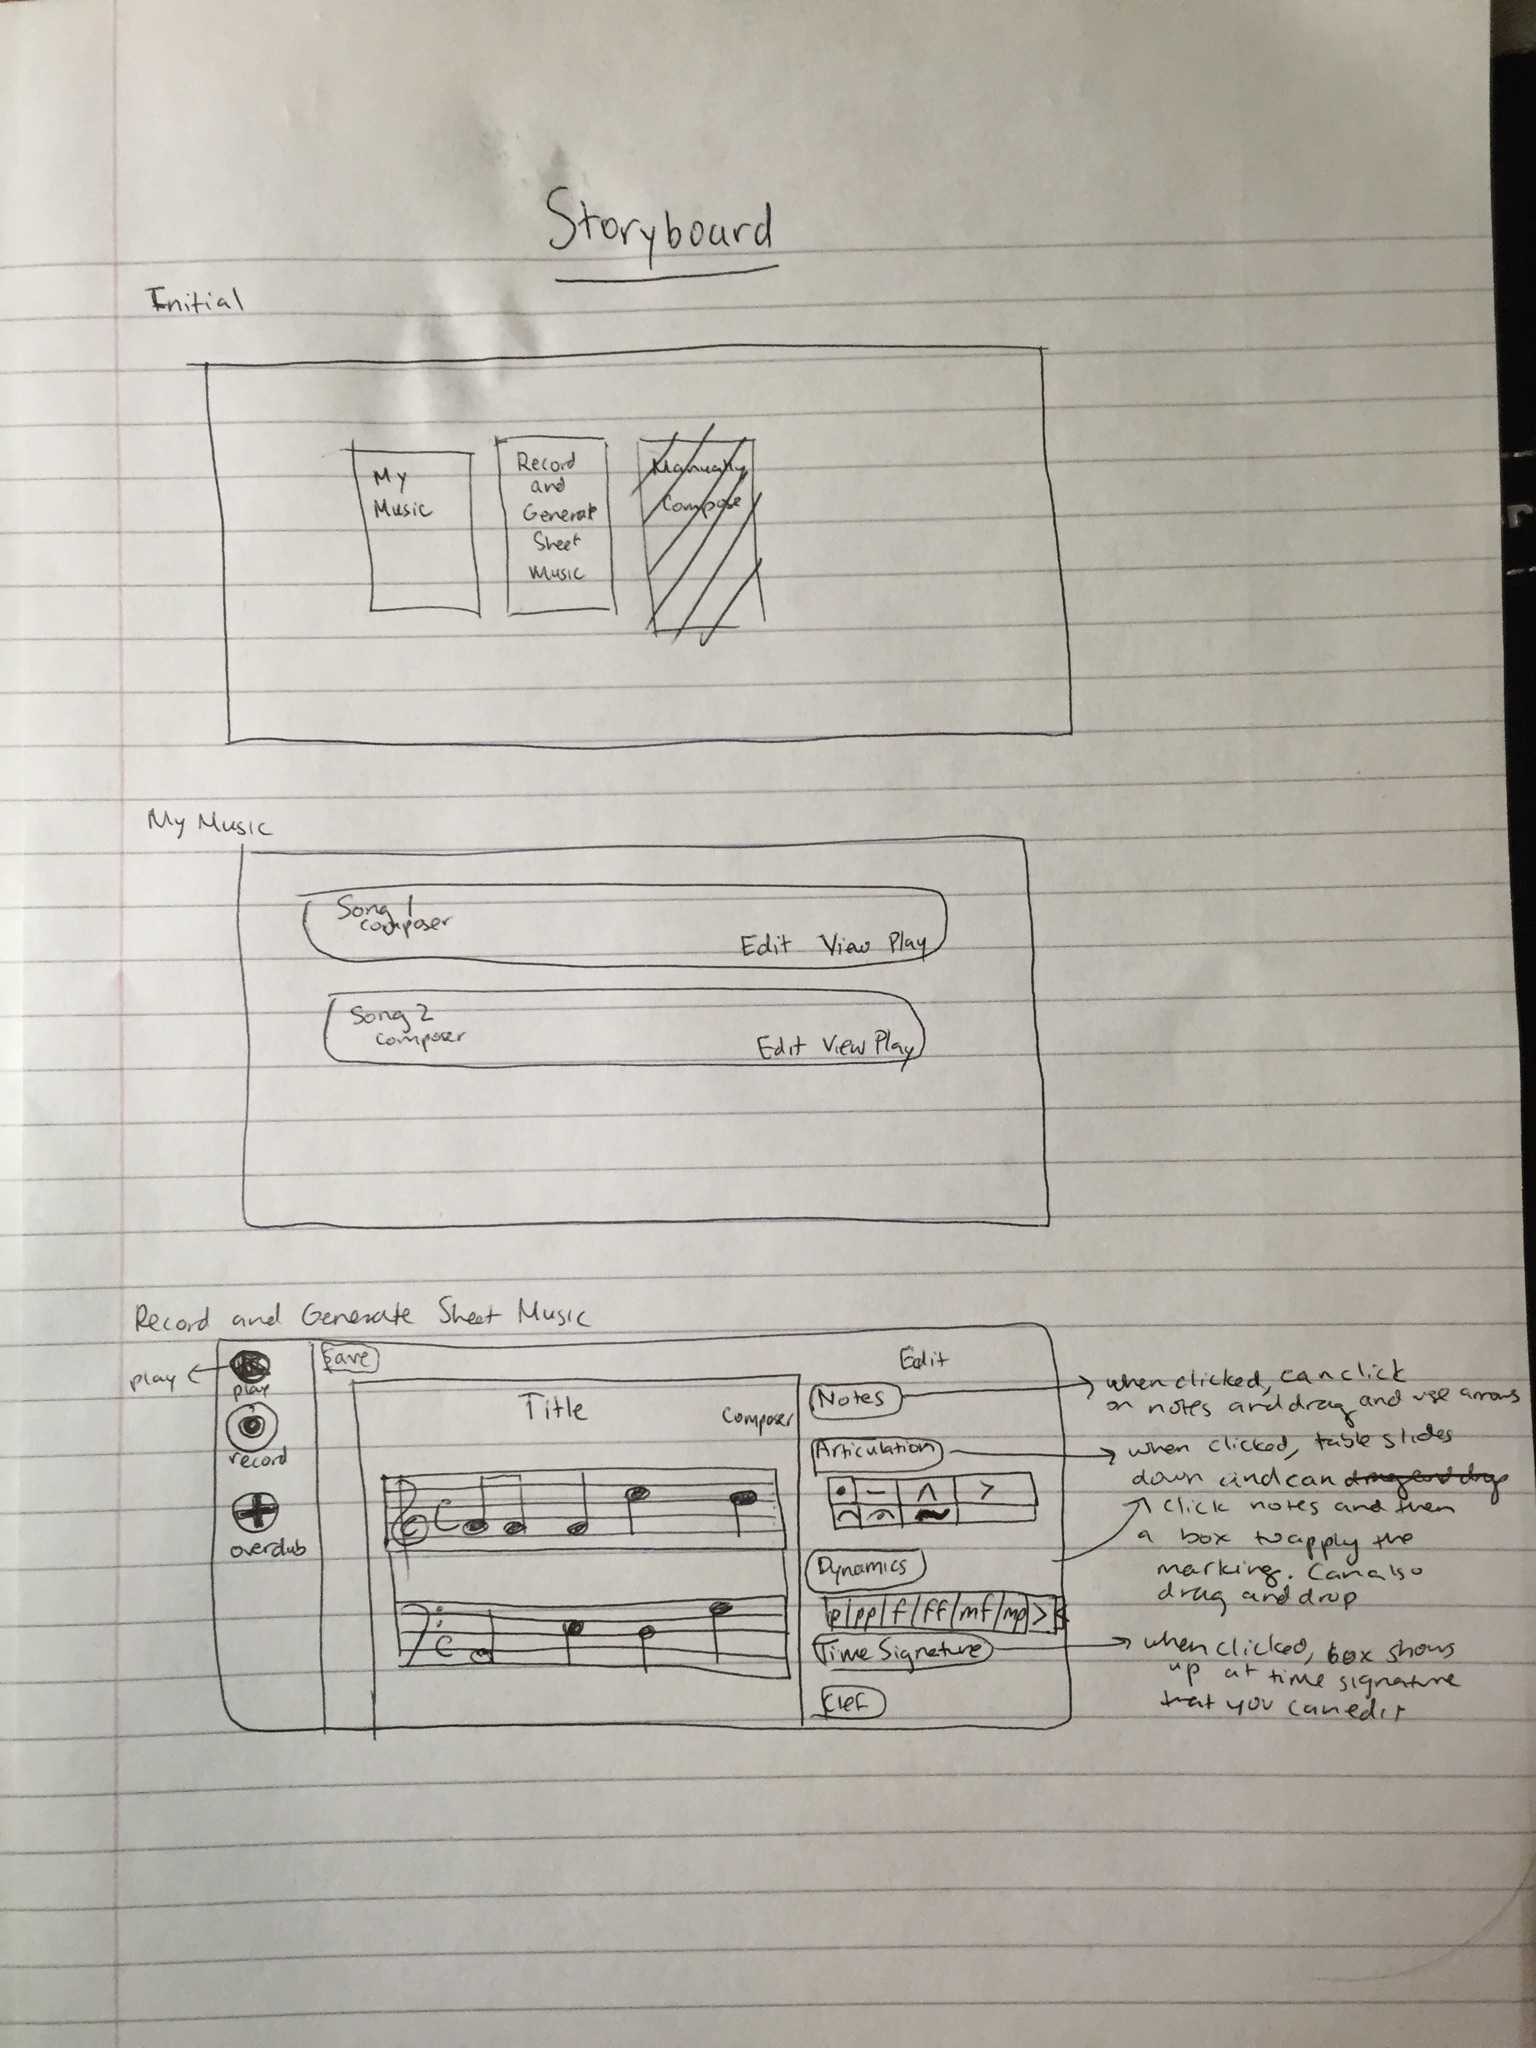 Storyboard
Initial
My
Music
Record
and
Generate
Sheet
Music
Manually
Compose
My Music
Song 1
composer
Edit View Play
Song 2
composer
Edit View Play
Record and Generate Sheet Music
play
play
record
overdub
Save
Title
Composer
Edit
Notes
Articulation
Dynamics
p/pp/f/ff/mf/mp/>/<
Time Signature
Clef
when clicked, can click
on notes and drag and use arrows
when clicked, table slides
down and can drag and drop
click notes and then
a box to apply the
marking. Can also
drag and drop
when clicked, box shows
up at time signature
that you can edit